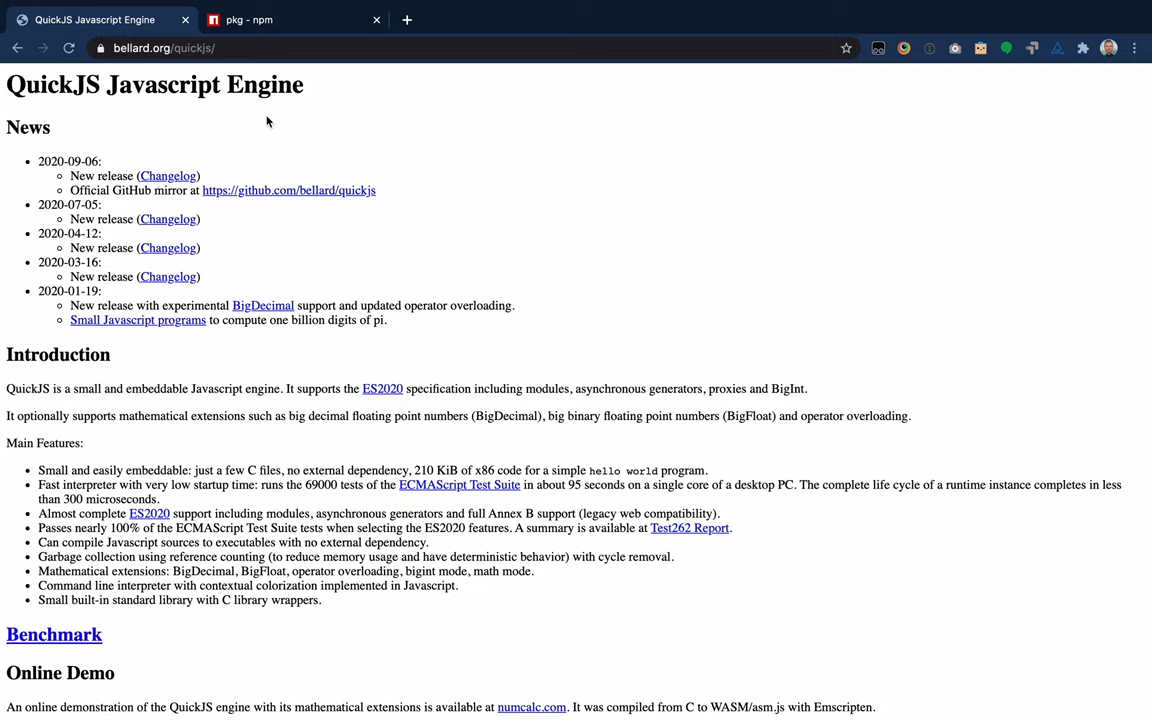 QuickJS Javascript Engine
pkg - npm
bellard.org/quickjs/
QuickJS Javascript Engine
News
2020-09-06:
New release (Changelog)
Official GitHub mirror at https://github.com/bellard/quickjs
2020-07-05:
New release (Changelog)
2020-04-12:
New release (Changelog)
2020-03-16:
New release (Changelog)
2020-01-19:
New release with experimental BigDecimal support and updated operator overloading.
Small Javascript programs to compute one billion digits of pi.
Introduction
QuickJS is a small and embeddable Javascript engine. It supports the ES2020 specification including modules, asynchronous generators, proxies and BigInt.
It optionally supports mathematical extensions such as big decimal floating point numbers (BigDecimal), big binary floating point numbers (BigFloat) and operator overloading.
Main Features:
Small and easily embeddable: just a few C files, no external dependency, 210 KiB of x86 code for a simple hello world program.
Fast interpreter with very low startup time: runs the 69000 tests of the ECMAScript Test Suite in about 95 seconds on a single core of a desktop PC. The complete life cycle of a runtime instance completes in less
than 300 microseconds.
Almost complete ES2020 support including modules, asynchronous generators and full Annex B support (legacy web compatibility).
Passes nearly 100% of the ECMAScript Test Suite tests when selecting the ES2020 features. A summary is available at Test262 Report.
Can compile Javascript sources to executables with no external dependency.
Garbage collection using reference counting (to reduce memory usage and have deterministic behavior) with cycle removal.
Mathematical extensions: BigDecimal, BigFloat, operator overloading, bigint mode, math mode.
Command line interpreter with contextual colorization implemented in Javascript.
Small built-in standard library with C library wrappers.
Benchmark
Online Demo
An online demonstration of the QuickJS engine with its mathematical extensions is available at numcalc.com. It was compiled from C to WASM/asm.js with Emscripten.